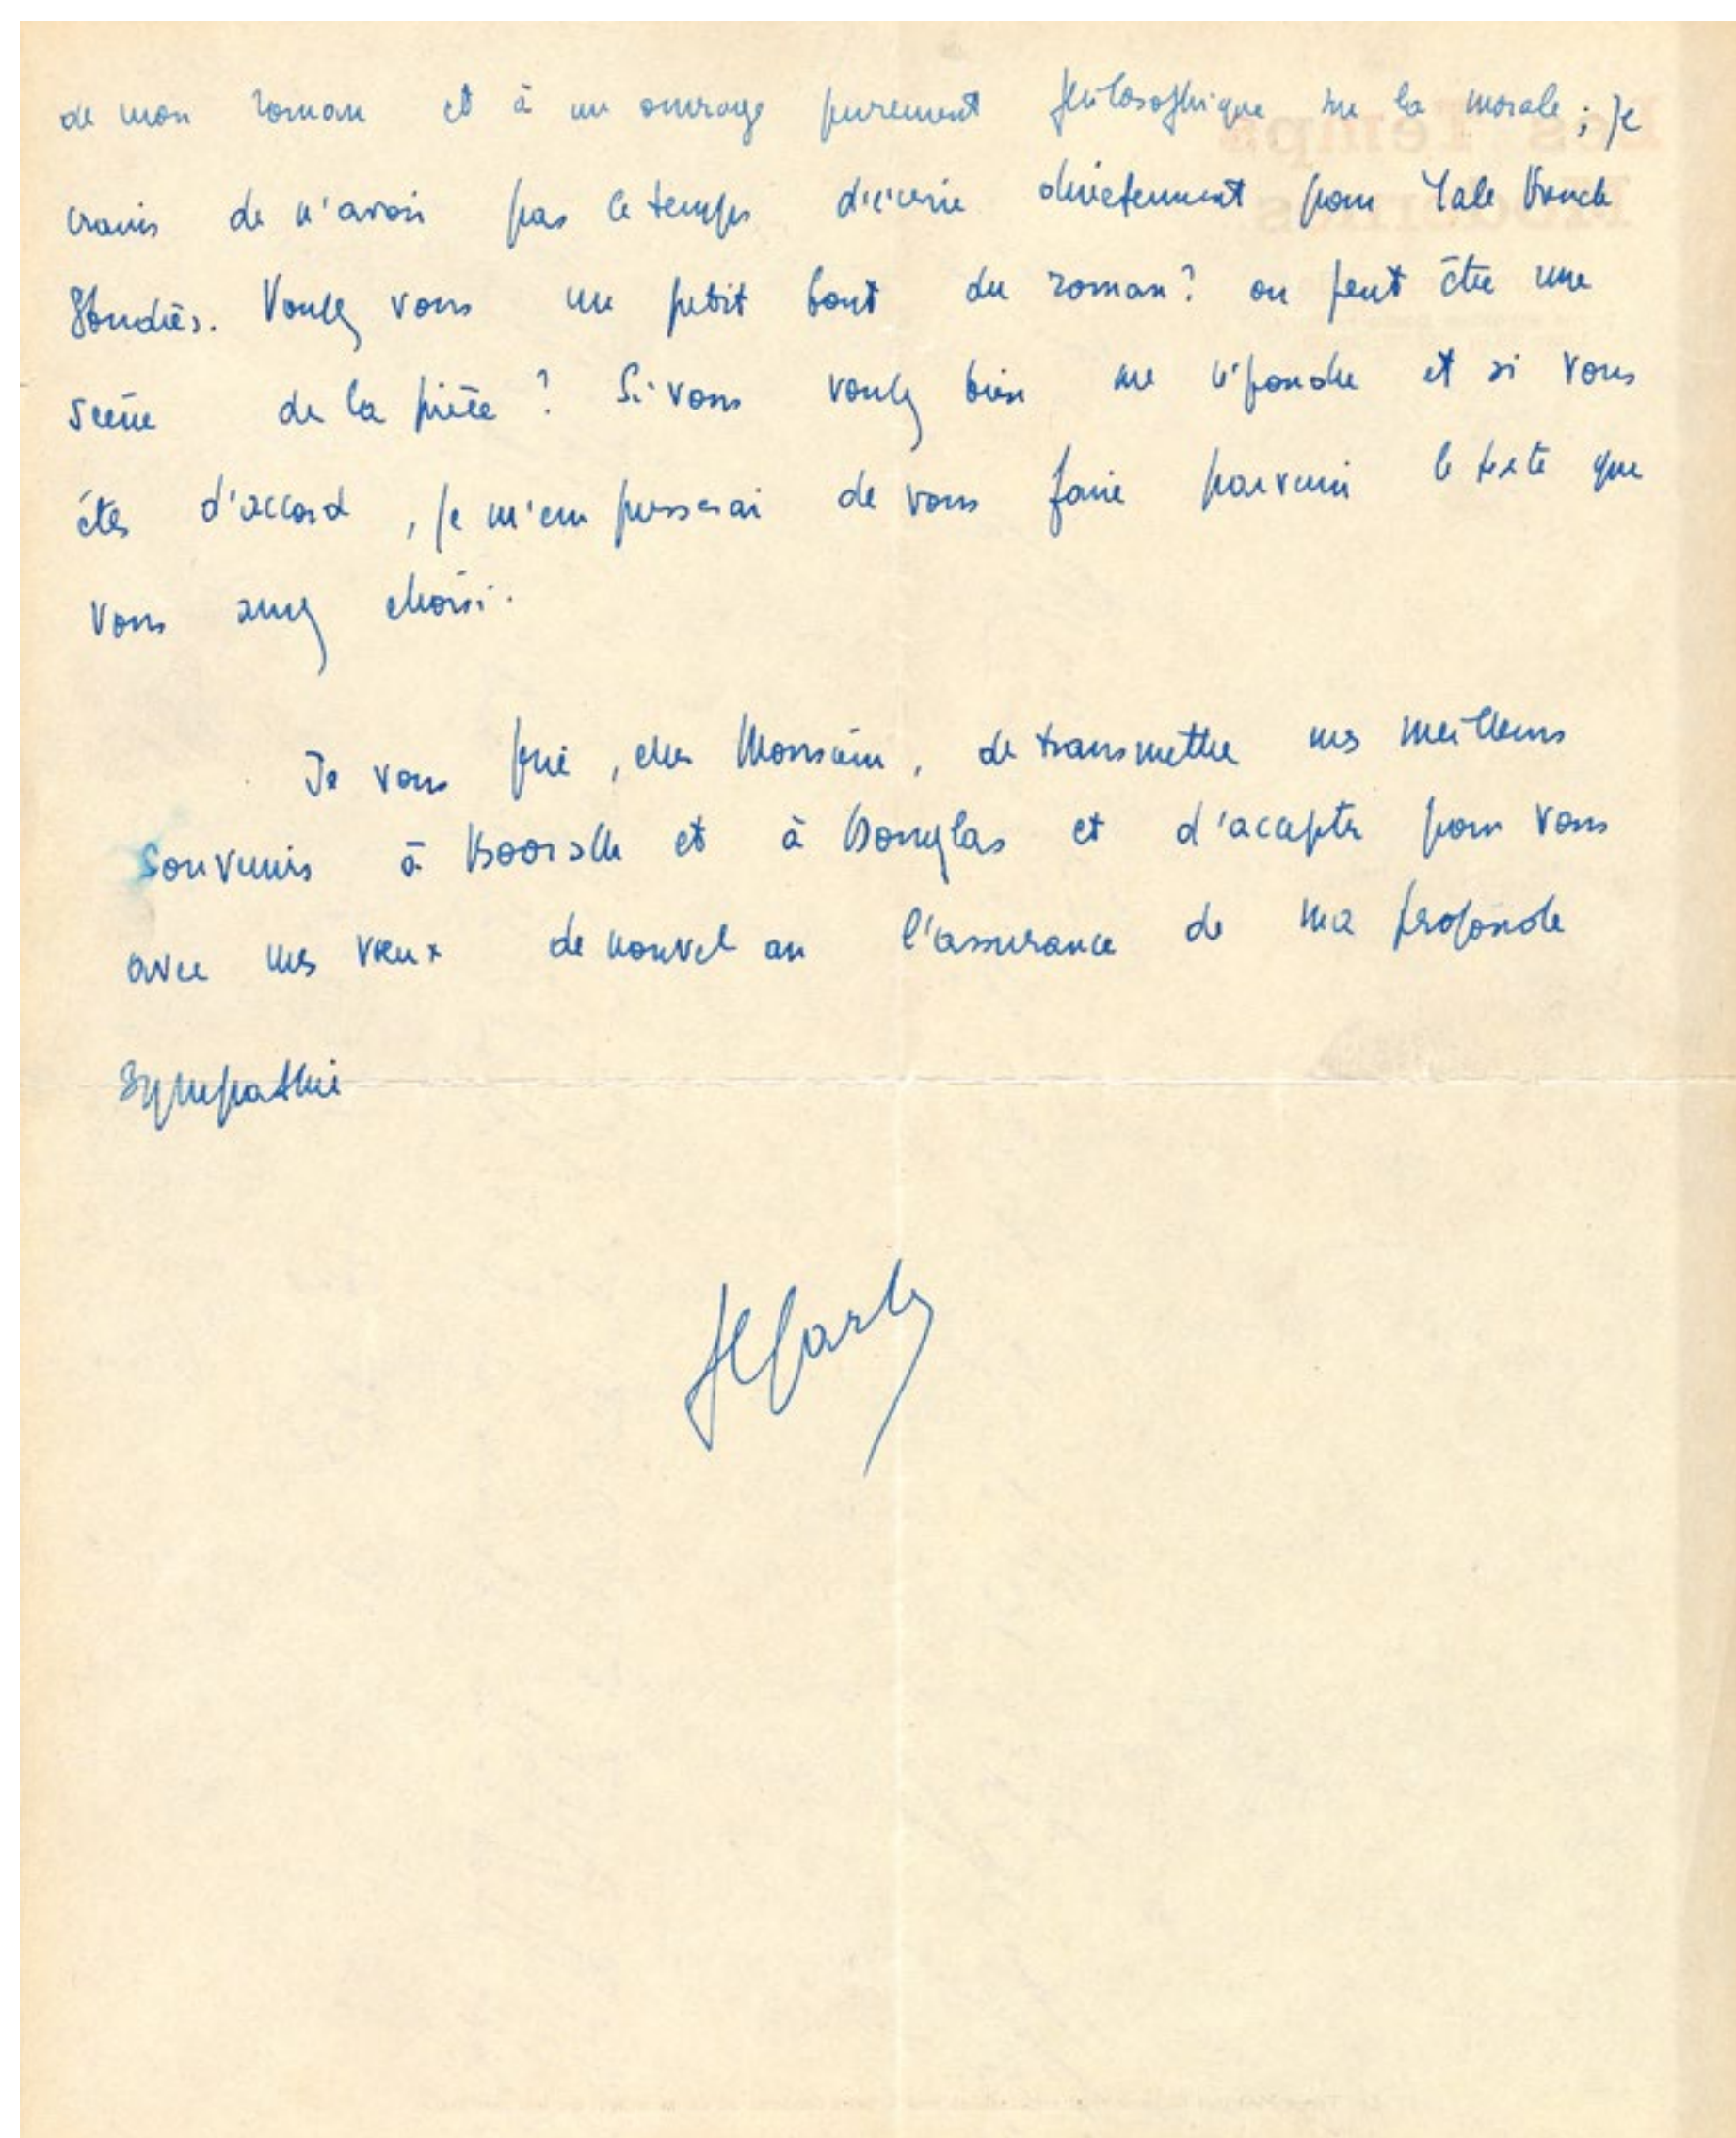 de mon roman et à un ouvrage purement philosophique sur la morale ; je
crains de n'avoir pas le temps d'écrire directement pour Yale French
Studies. Voulez vous un petit bout du roman ? ou peut être une
scène de la pièce ? Si vous voulez bien me répondre et si vous
êtes d'accord, je m'empresserai de vous faire parvenir le texte que
vous aurez choisi.
Je vous prie, cher Monsieur, de transmettre mes meilleurs
souvenirs à et à Douglas et d'accepter pour vous
avec mes vœux de nouvel an l'assurance de ma profonde
sympathie
JPSartre
Les Temps
Modernes